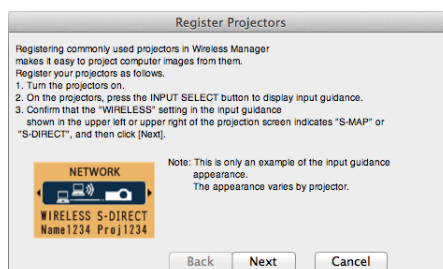 Register Projectors
Registering commonly used projectors in Wireless Manager
makes it easy to project computer images from them.
Register your projectors as follows.
1. Turn the projectors on.
2. On the projectors, press the INPUT SELECT button to display input guidance.
3. Confirm that the "WIRELESS" setting in the input guidance
shown in the upper left or upper right of the projection screen indicates "S-MAP" or
"S-DIRECT", and then click [Next].
NETWORK
WIRELESS S-DIRECT
Name1234 Proj1234
Note: This is only an example of the input guidance
appearance.
The appearance varies by projector.
Back Next Cancel